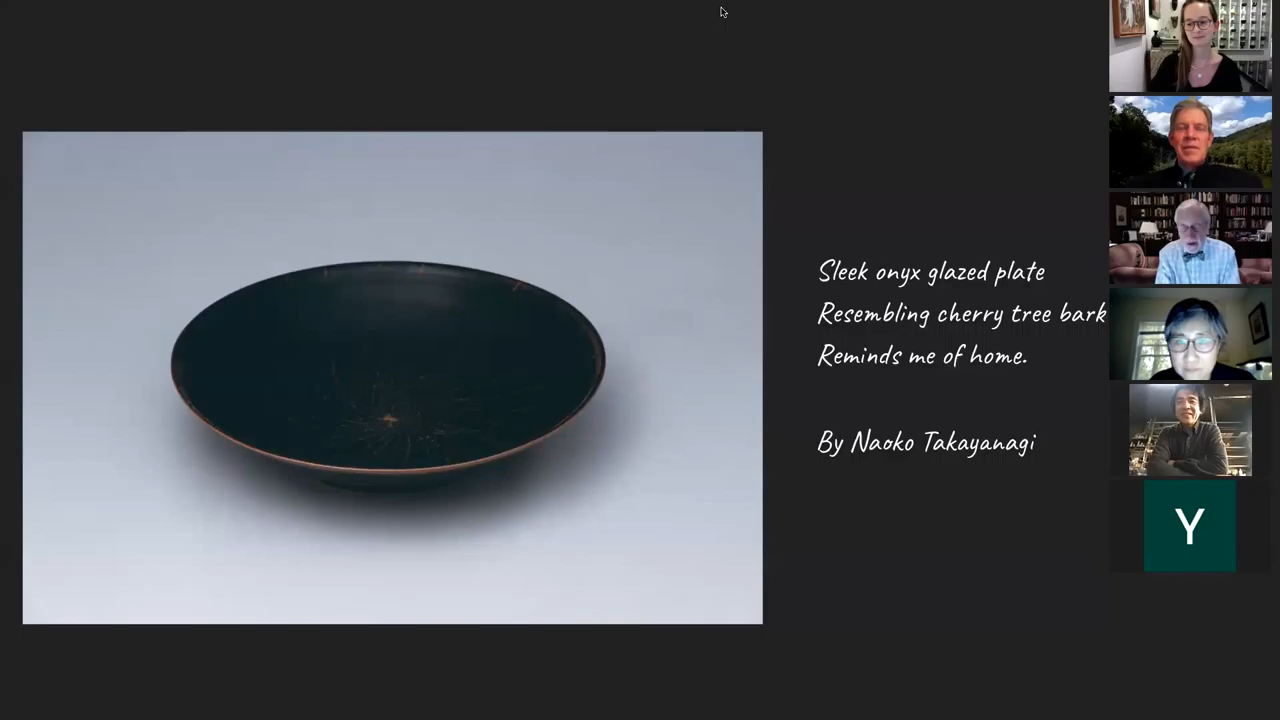 Sleek onyx glazed plate
Resembling cherry tree bark
Reminds me of home.
By Naoko Takayanagi
Y